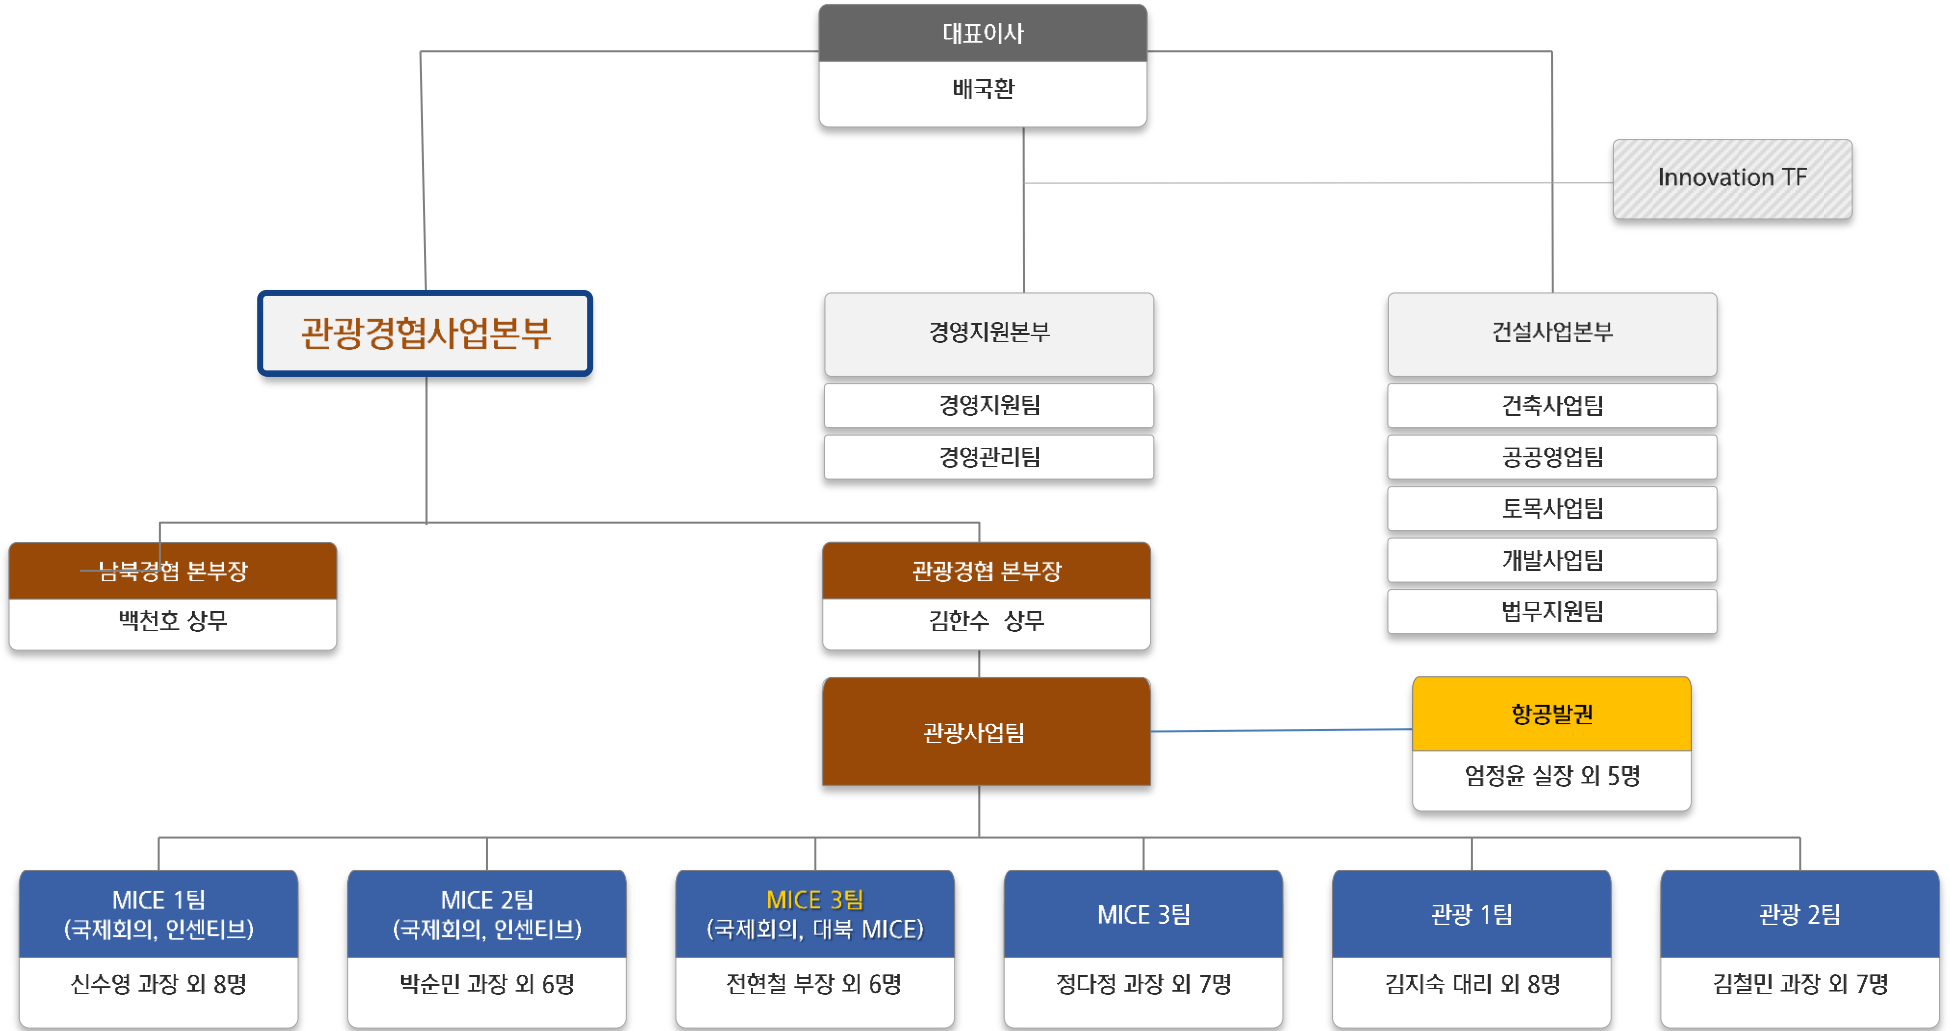 대표이사
배국환
Innovation TF
관광경협사업본부
경영지원본부
경영지원팀
경영관리팀
건설사업본부
건축사업팀
공공영업팀
토목사업팀
개발사업팀
법무지원팀
남북경협 본부장
백천호 상무
관광경협 본부장
김한수 상무
관광사업팀
항공발권
엄정윤 실장 외 5명
MICE 1팀
(국제회의, 인센티브)
신수영 과장 외 8명
MICE 2팀
(국제회의, 인센티브)
박순민 과장 외 6명
MICE 3팀
(국제회의, 대북 MICE)
전현철 부장 외 6명
MICE 3팀
정다정 과장 외 7명
관광 1팀
김지숙 대리 외 8명
관광 2팀
김철민 과장 외 7명